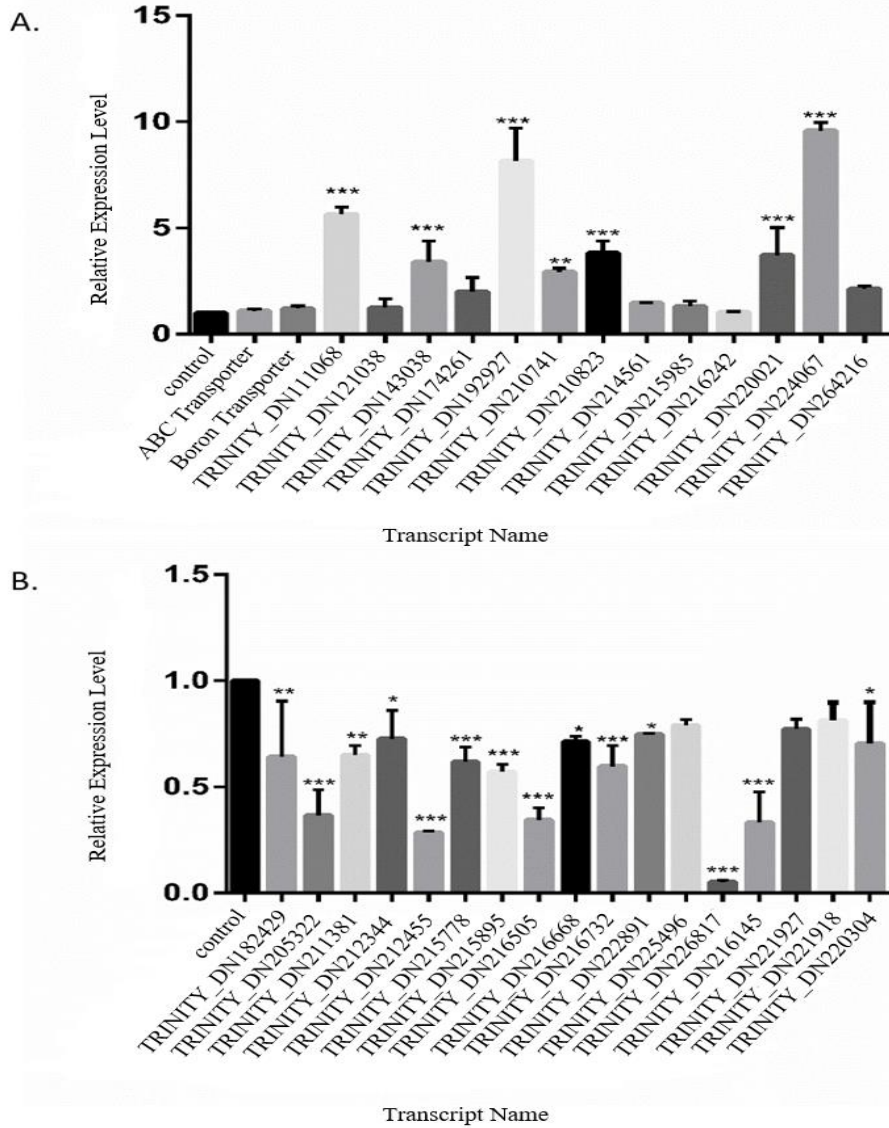 A.
Relative Expression Level
15
10
5
0
***
***
***
**
***
***
***
control
ABC Transporter
Boron Transporter
TRINITY_DN111068
TRINITY_DN121038
TRINITY_DN143038
TRINITY_DN174261
TRINITY_DN192927
TRINITY_DN210741
TRINITY_DN210823
TRINITY_DN214561
TRINITY_DN215985
TRINITY_DN216242
TRINITY_DN220021
TRINITY_DN224067
TRINITY_DN264216
Transcript Name
B.
Relative Expression Level
1.5
1.0
0.5
0.0
**
***
**
*
***
***
***
***
*
***
*
***
***
*
control
TRINITY_DN182429
TRINITY_DN205322
TRINITY_DN211381
TRINITY_DN212344
TRINITY_DN212455
TRINITY_DN215778
TRINITY_DN215895
TRINITY_DN216505
TRINITY_DN216668
TRINITY_DN216732
TRINITY_DN222891
TRINITY_DN225496
TRINITY_DN226817
TRINITY_DN216145
TRINITY_DN221927
TRINITY_DN221918
TRINITY_DN220304
Transcript Name